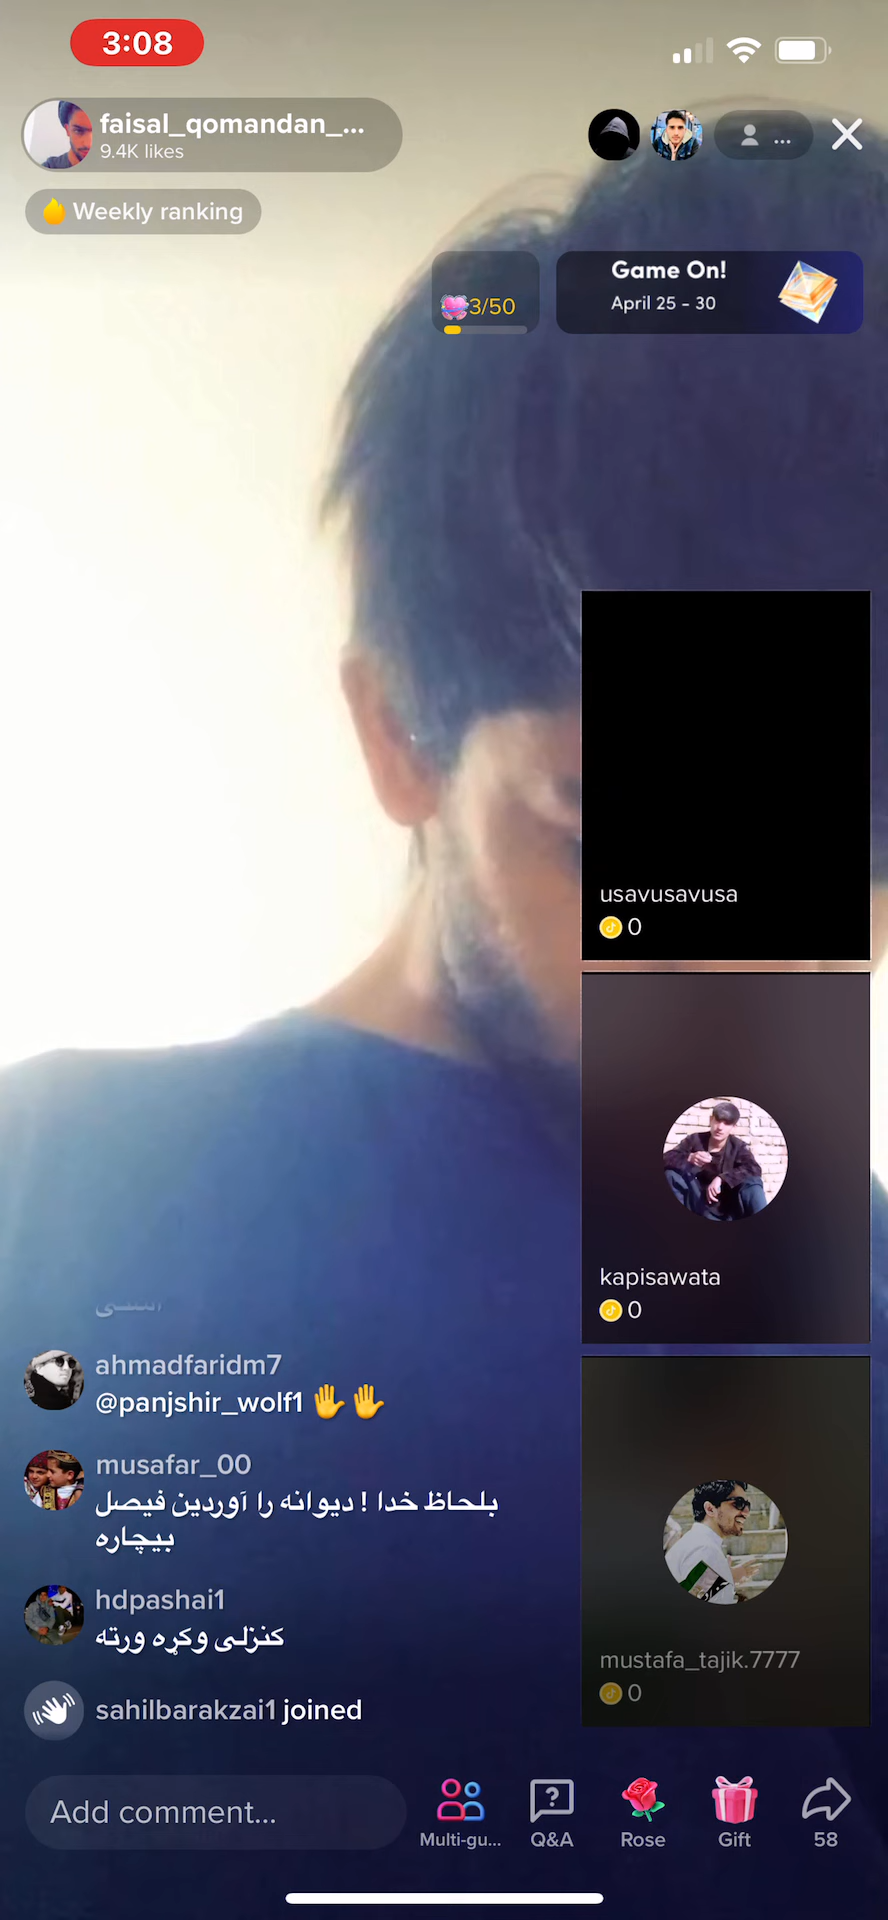 3:08
faisal_qomandan_...
9.4K likes
Weekly ranking
3/50
Game On!
April 25 - 30
usavusavusa
0
kapisawata
0
ahmadfaridm7
@panjshir_wolf1 🖐🖐
musafar_00
بلحاظ خدا ! دیوانه را آوردین فیصل
بیچاره
hdpashai1
کنزلی وکړه ورته
mustafa_tajik.7777
0
sahilbarakzai1 joined
Add comment...
Multi-gu...
Q&A
Rose
Gift
58